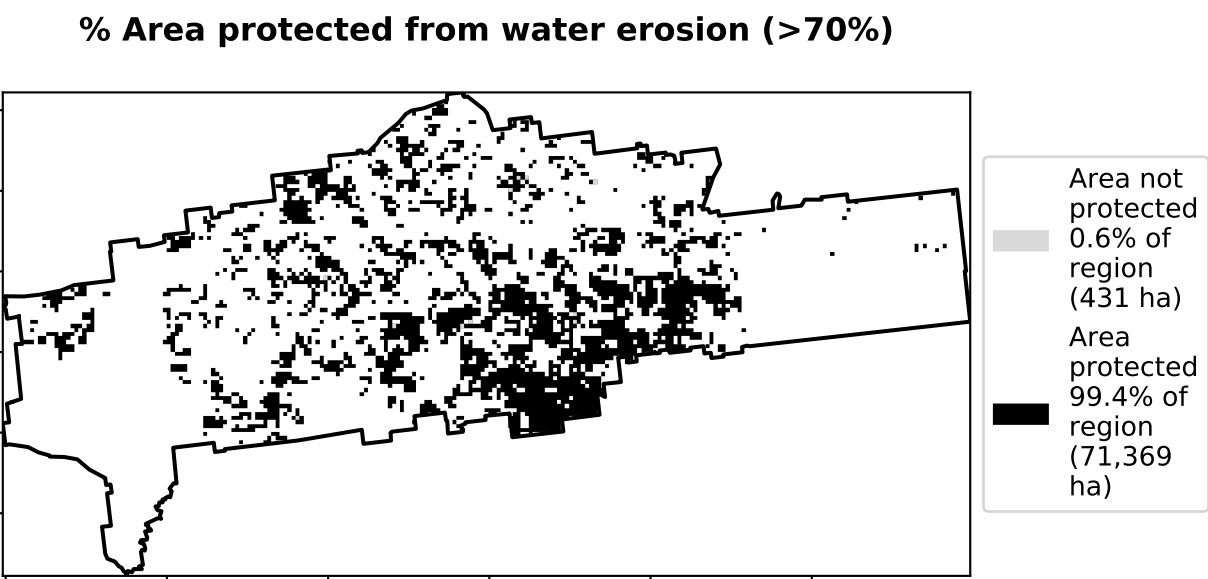 % Area protected from water erosion (>70%)
Area not
protected
0.6% of
region
(431 ha)
Area
protected
99.4% of
region
(71,369
ha)